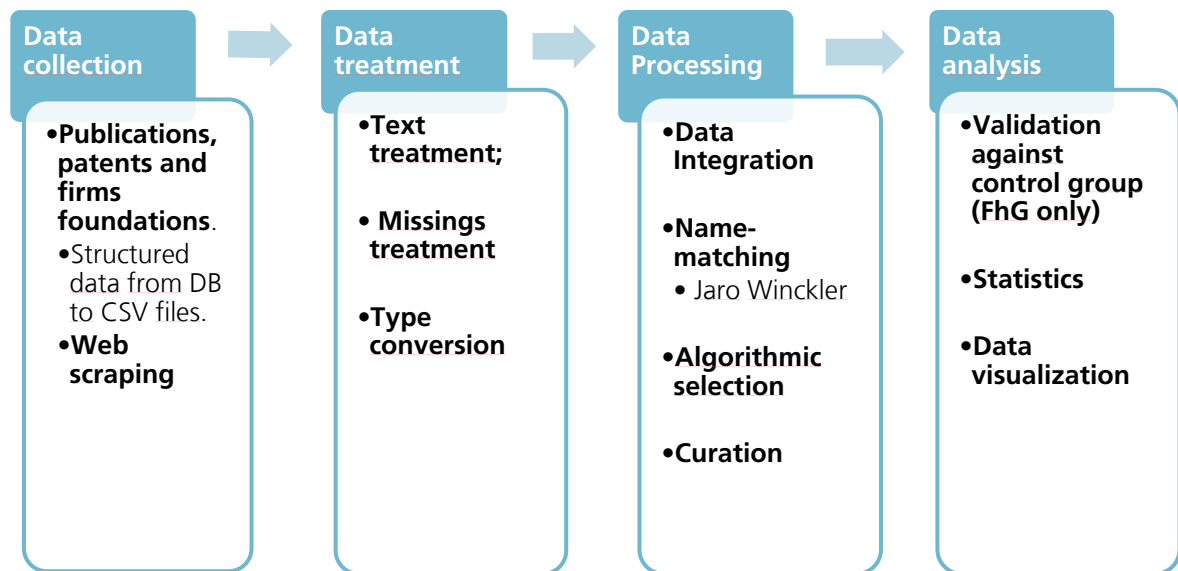 Data
collection
•Publications,
patents and
firms
foundations.
•Structured
data from DB
to CSV files.
•Web
scraping
Data
treatment
•Text
treatment;
• Missings
treatment
•Type
conversion
Data
Processing
•Data
Integration
•Name-
matching
• Jaro Winckler
•Algorithmic
selection
•Curation
Data
analysis
•Validation
against
control group
(FhG only)
•Statistics
•Data
visualization